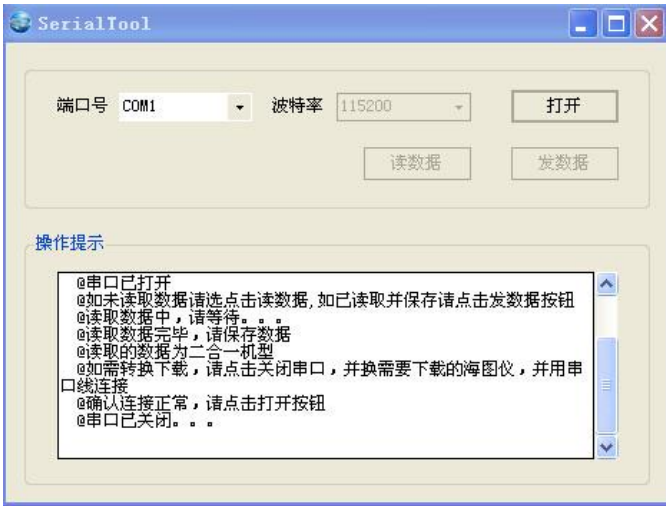 SerialTool
端口号 COM1 波特率 115200 打开
读数据 发数据
操作提示
@串口已打开
@如未读取数据请选点击读数据,如已读取并保存请点击发数据按钮
@读取数据中，请等待。。。
@读取数据完毕，请保存数据
@读取的数据为二合一机型
@如需转换下载，请点击关闭串口，并换需要下载的海图仪，并用串
口线连接
@确认连接正常，请点击打开按钮
@串口已关闭。。。